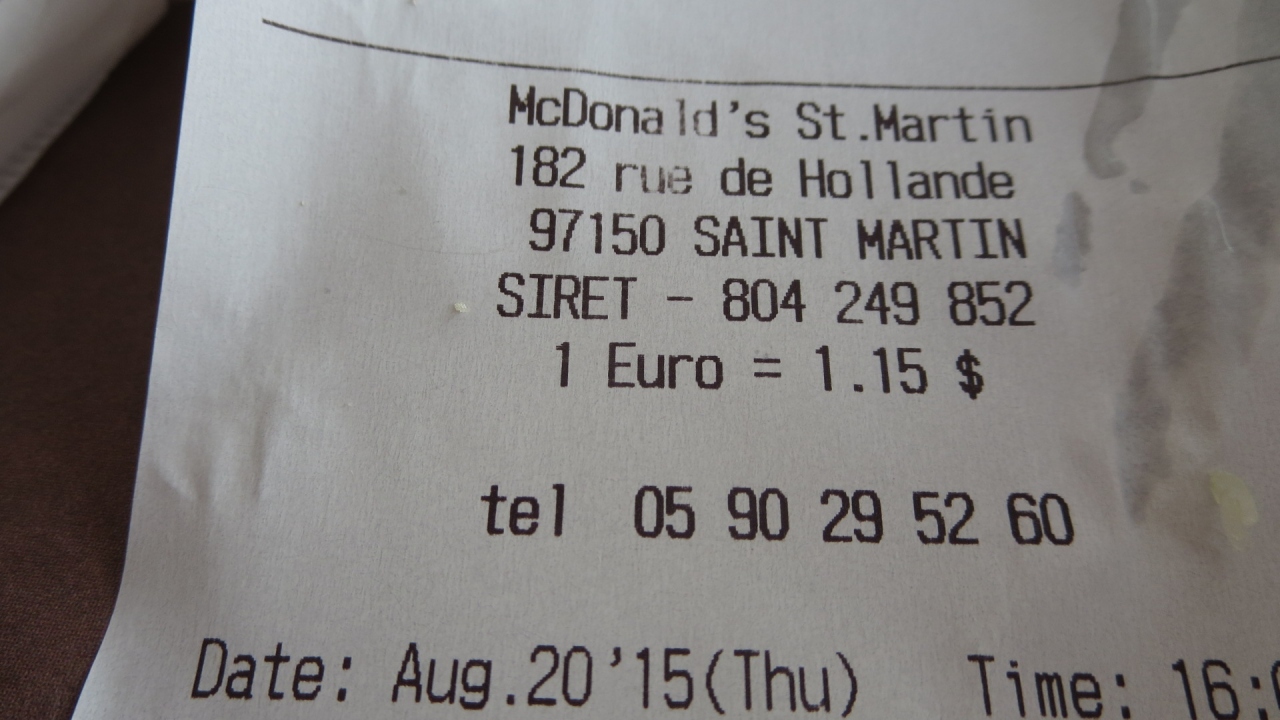 McDonald's St.Martin
182 rue de Hollande
97150 SAINT MARTIN
SIRET - 804 249 852
1 Euro = 1.15 $
tel 05 90 29 52 60
Date: Aug.20'15(Thu) Time: 16: